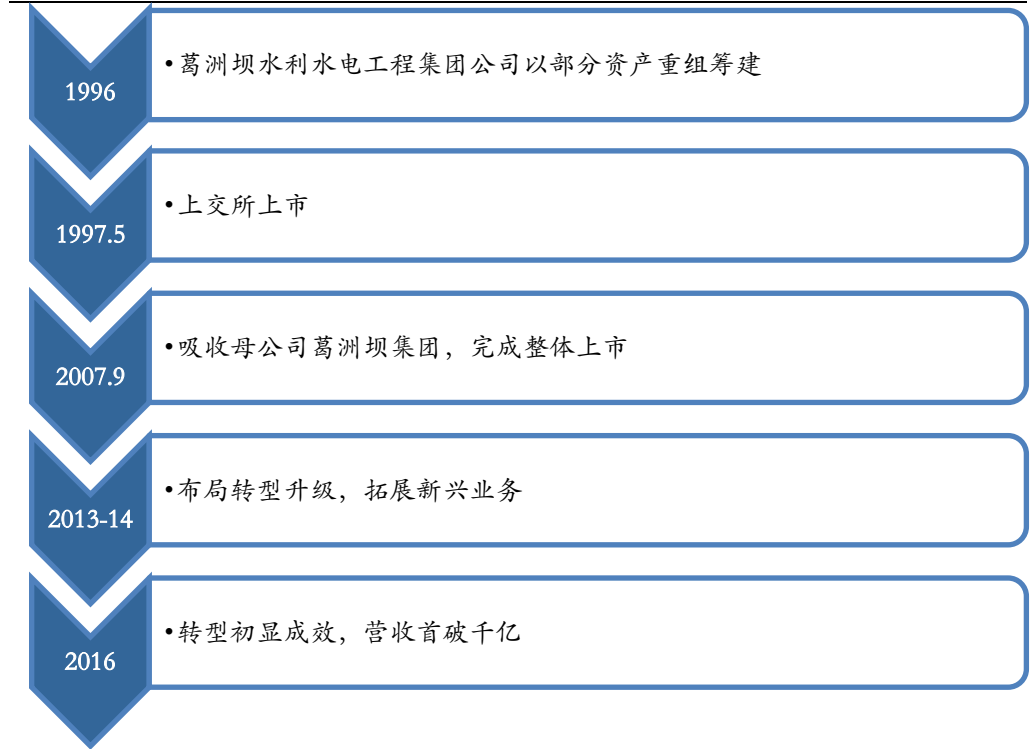 1996
•葛洲坝水利水电工程集团公司以部分资产重组筹建
1997.5
•上交所上市
2007.9
•吸收母公司葛洲坝集团，完成整体上市
2013-14
•布局转型升级，拓展新兴业务
2016
•转型初显成效，营收首破千亿